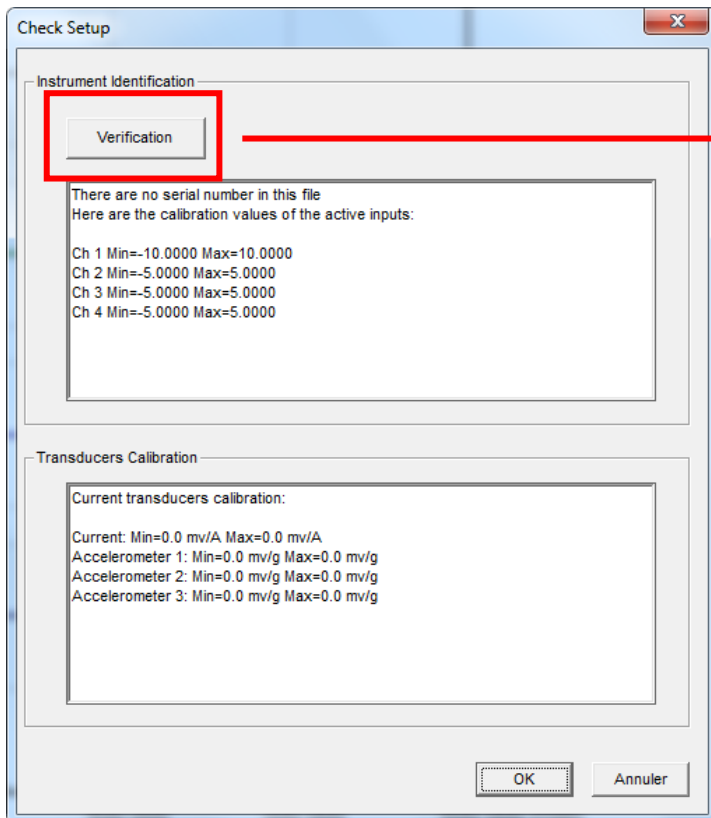 Check Setup
Instrument Identification
Verification
There are no serial number in this file
Here are the calibration values of the active inputs:
Ch 1 Min=-10.0000 Max=10.0000
Ch 2 Min=-5.0000 Max=5.0000
Ch 3 Min=-5.0000 Max=5.0000
Ch 4 Min=-5.0000 Max=5.0000
Transducers Calibration
Current transducers calibration:
Current: Min=0.0 mv/A Max=0.0 mv/A
Accelerometer 1: Min=0.0 mv/g Max=0.0 mv/g
Accelerometer 2: Min=0.0 mv/g Max=0.0 mv/g
Accelerometer 3: Min=0.0 mv/g Max=0.0 mv/g
OK Annuler